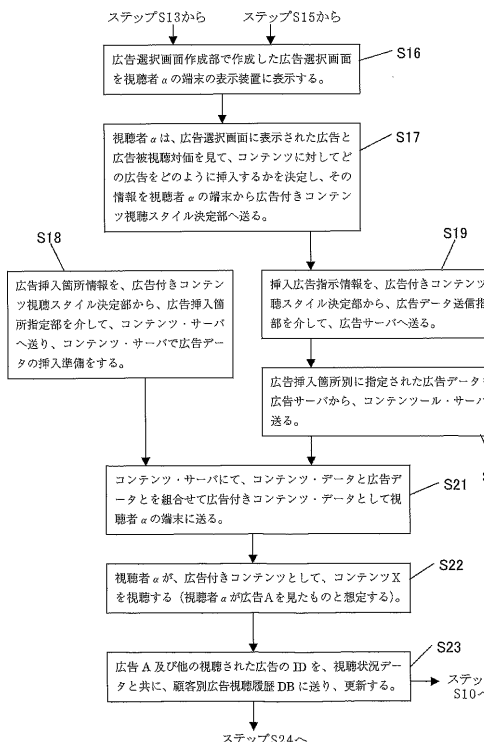 ステップS13から
ステップS15から
S16
広告選択画面作成部で作成した広告選択画面
を視聴者αの端末の表示装置に表示する。
S17
視聴者αは、広告選択画面に表示された広告と
広告被視聴対価を見て、コンテンツに対してど
の広告をどのように挿入するかを決定し、その
情報を視聴者αの端末から広告付きコンテン
ツ視聴スタイル決定部へ送る。
S18
広告挿入箇所情報を、広告付きコンテン
ツ視聴スタイル決定部から、広告挿入箇
所指定部を介して、コンテンツ・サーバ
へ送り、コンテンツ・サーバで広告デー
タの挿入準備をする。
S19
挿入広告指示情報を、広告付きコンテンツ
聴スタイル決定部から、広告データ送信指
部を介して、広告サーバへ送る。
広告挿入箇所別に指定された広告データ
広告サーバから、コンテンツール・サーバ
送る。
S21
コンテンツ・サーバにて、コンテンツ・データと広告デ
ータとを組合せて広告付きコンテンツ・データとして視
聴者αの端末に送る。
S22
視聴者αが、広告付きコンテンツとして、コンテンツX
を視聴する（視聴者αが広告Aを見たものと想定する）。
S23
広告A及び他の視聴された広告のIDを、視聴状況デー
タと共に、顧客別広告視聴履歴DBに送り、更新する。
ステップ
S10へ
ステップS24へ